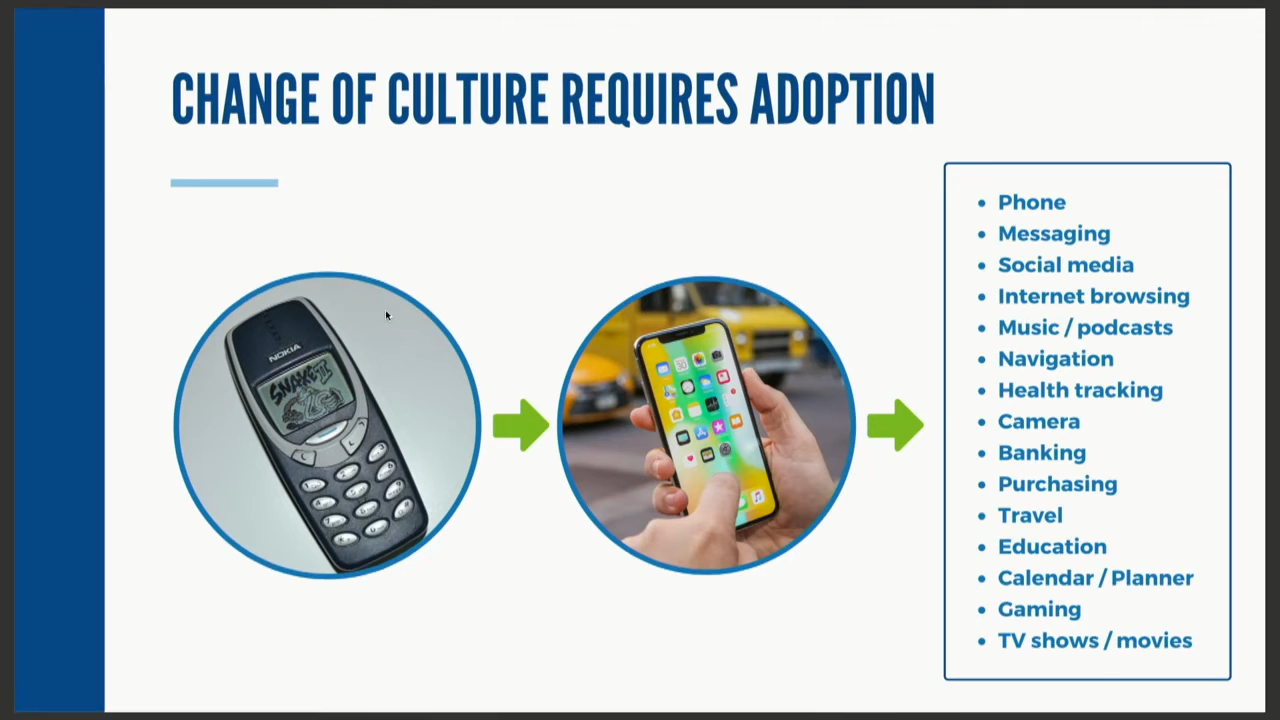 CHANGE OF CULTURE REQUIRES ADOPTION
NOKIA
SNAKE II
• Phone
• Messaging
• Social media
• Internet browsing
• Music / podcasts
• Navigation
• Health tracking
• Camera
• Banking
• Purchasing
• Travel
• Education
• Calendar / Planner
• Gaming
• TV shows / movies